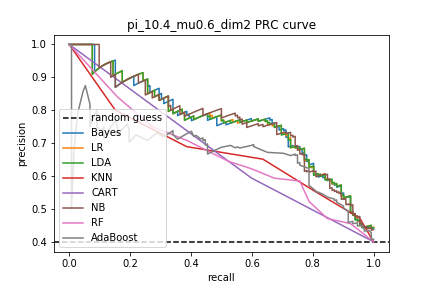 pi_10.4_mu0.6_dim2 PRC curve
1.0
0.9
0.8
0.7
0.6
0.5
0.4
precision
random guess
Bayes
LR
LDA
KNN
CART
NB
RF
AdaBoost
0.0 0.2 0.4 0.6 0.8 1.0
recall